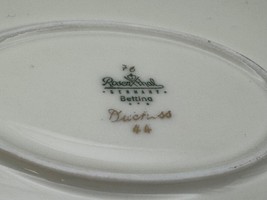 Rosenthal
GERMANY
Bettina
Duchess
44